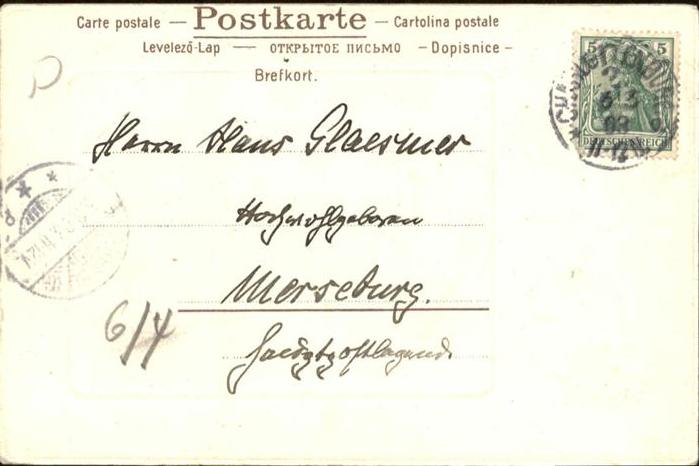 Carte postale — Postkarte — Cartolina postale
Levelező-Lap — ОТКРЫТОЕ ПИСЬМО — Dopisnice —
Brefkort.
5 5
DEUTSCHES REICH
Herrn Hans Glaesmer
Hochwohlgeboren
Merseburg.
6/4
hauptpostlagernd.